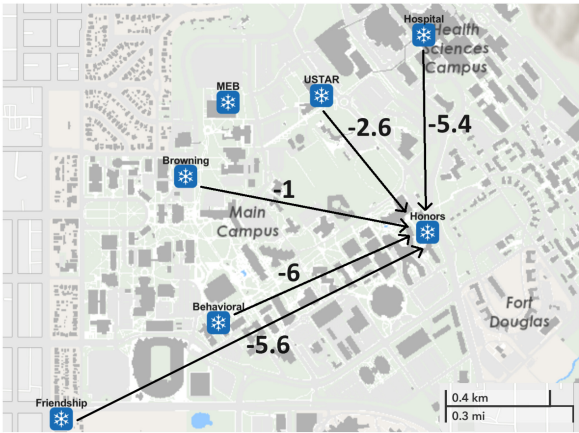 Hospital
Health
Sciences
Campus
MEB
USTAR
-2.6
-5.4
Browning
-1
Main
Campus
Honors
-6
Behavioral
-5.6
Fort
Douglas
Friendship
0.4 km
0.3 mi